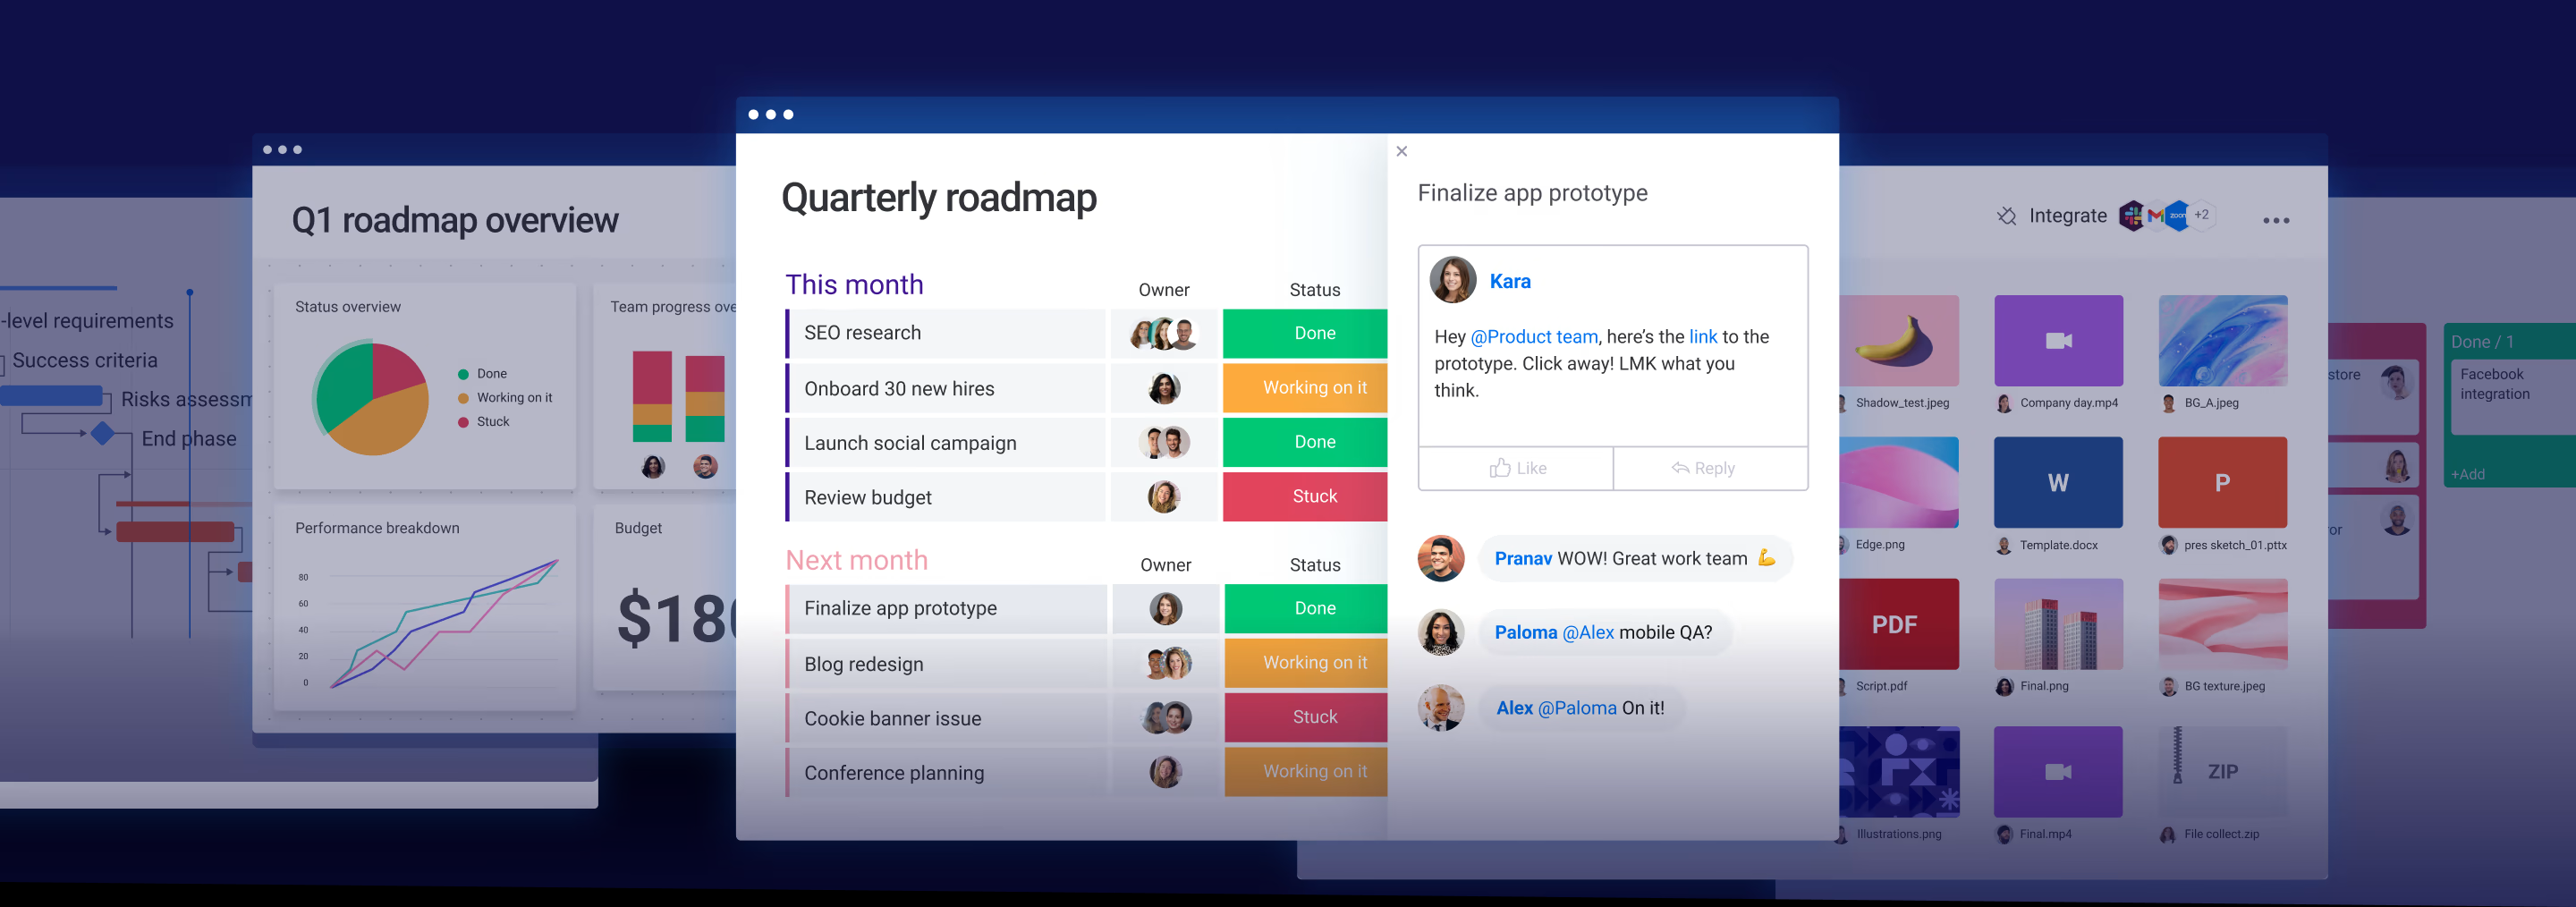 -level requirements
Success criteria
Risks assessm
End phase
Q1 roadmap overview
Status overview
Done
Working on it
Stuck
Team progress ove
Performance breakdown
80
60
40
20
0
Budget
$180
Quarterly roadmap
This month
Owner
Status
SEO research
Done
Onboard 30 new hires
Working on it
Launch social campaign
Done
Review budget
Stuck
Next month
Owner
Status
Finalize app prototype
Done
Blog redesign
Working on it
Cookie banner issue
Stuck
Conference planning
Working on it
Finalize app prototype
Kara
Hey @Product team, here’s the link to the
prototype. Click away! LMK what you
think.
Like
Reply
Pranav WOW! Great work team 💪
Paloma @Alex mobile QA?
Alex @Paloma On it!
Integrate
zoom
+2
Shadow_test.jpeg
Company day.mp4
BG_A.jpeg
W
P
Edge.png
Template.docx
pres sketch_01.pttx
PDF
Script.pdf
Final.png
BG texture.jpeg
ZIP
Illustrations.png
Final.mp4
File collect.zip
store
or
Done / 1
Facebook
integration
+Add